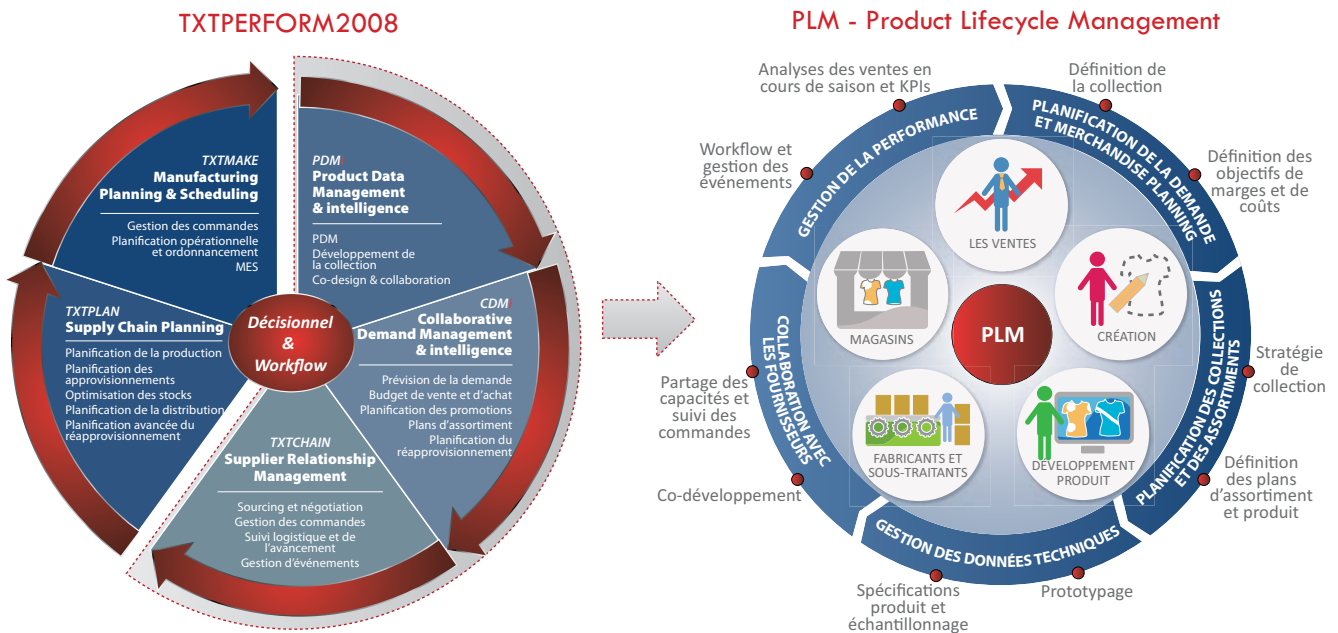 TXTPERFORM2008
TXTMAKE
Manufacturing
Planning & Scheduling
Gestion des commandes
Planification opérationnelle
et ordonnancement
MES
PDMi
Product Data
Management
& intelligence
PDM
Développement de
la collection
Co-design & collaboration
TXTPLAN
Supply Chain Planning
Planification de la production
Planification des
approvisionnements
Optimisation des stocks
Planification de la distribution
Planification avancée du
réapprovisionnement
Décisionnel
&
Workflow
CDMi
Collaborative
Demand Management
& intelligence
Prévision de la demande
Budget de vente et d'achat
Planification des promotions
Plans d'assortiment
Planification du
réapprovisionnement
TXTCHAIN
Supplier Relationship
Management
Sourcing et négotiation
Gestion des commandes
Suivi logistique et de
l'avancement
Gestion d'événements
PLM - Product Lifecycle Management
Analyses des ventes en
cours de saison et KPIs
Définition de
la collection
Workflow et
gestion des
événements
Définition des
objectifs de
marges et de
coûts
GESTION DE LA PERFORMANCE
PLANIFICATION DE LA DEMANDE
ET MERCHANDISE PLANNING
LES VENTES
MAGASINS
PLM
CRÉATION
FABRICANTS ET
SOUS-TRAITANTS
DÉVELOPPEMENT
PRODUIT
COLLABORATION AVEC
LES FOURNISSEURS
PLANIFICATION DES COLLECTIONS
ET DES ASSORTIMENTS
GESTION DES DONNÉES TECHNIQUES
Partage des
capacités et
suivi des
commandes
Stratégie
de
collection
Co-développement
Définition
des plans
d'assortiment
et produit
Spécifications
produit et
échantillonnage
Prototypage